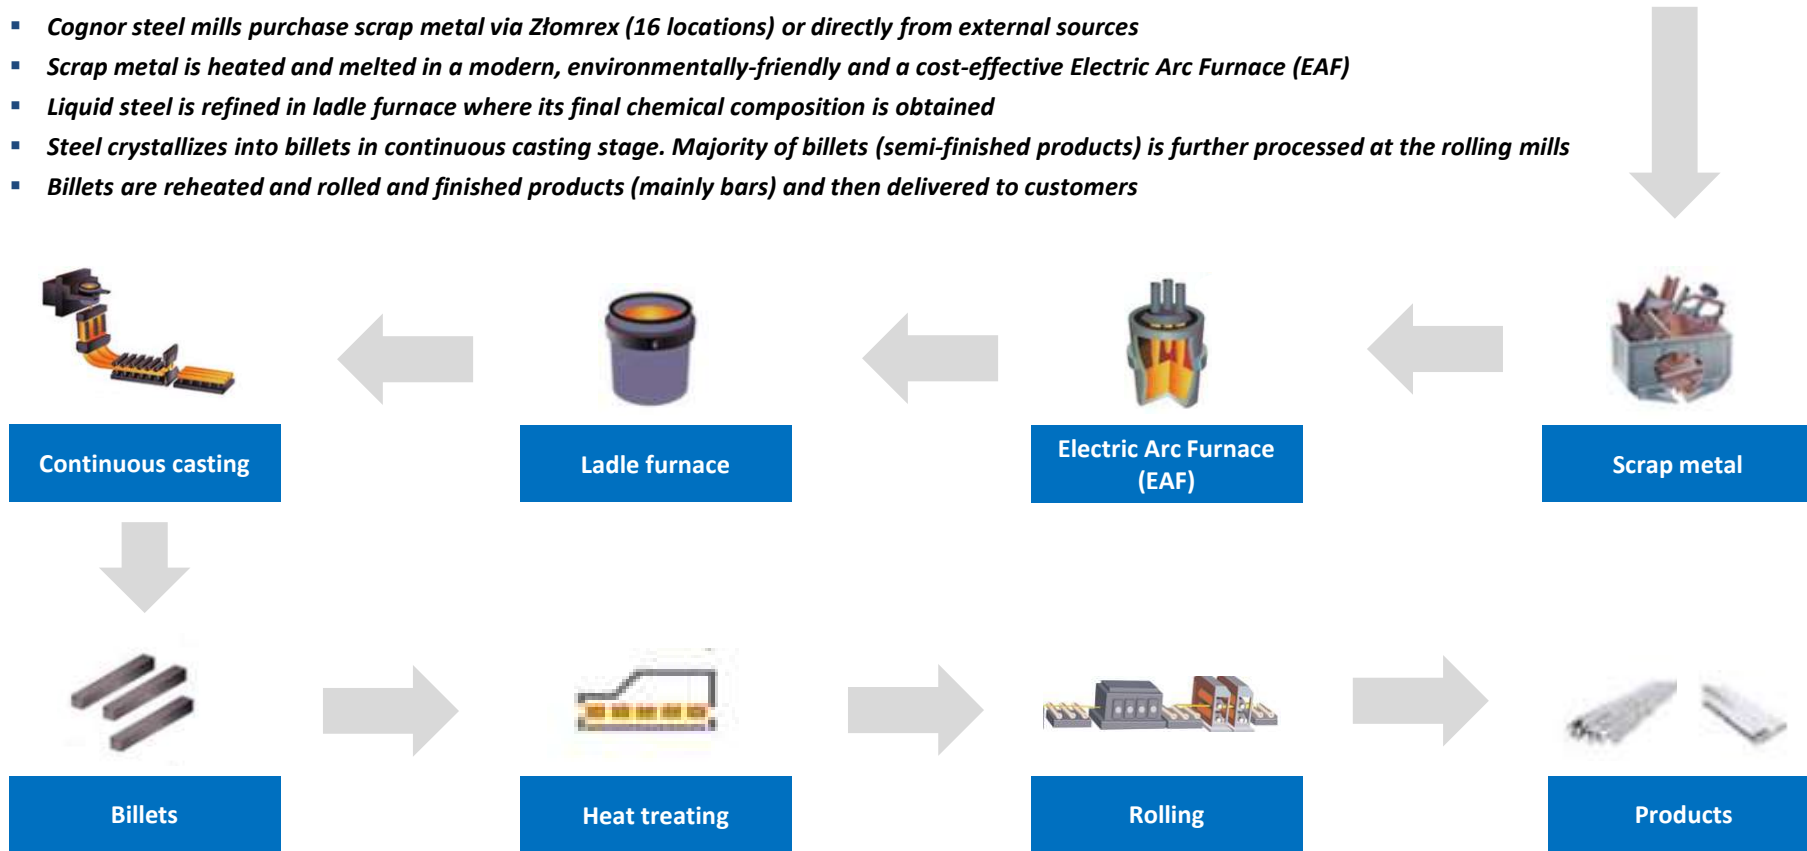 ▪ Cognor steel mills purchase scrap metal via Złomrex (16 locations) or directly from external sources
▪ Scrap metal is heated and melted in a modern, environmentally-friendly and a cost-effective Electric Arc Furnace (EAF)
▪ Liquid steel is refined in ladle furnace where its final chemical composition is obtained
▪ Steel crystallizes into billets in continuous casting stage. Majority of billets (semi-finished products) is further processed at the rolling mills
▪ Billets are reheated and rolled and finished products (mainly bars) and then delivered to customers
Continuous casting
Ladle furnace
Electric Arc Furnace
(EAF)
Scrap metal
Billets
Heat treating
Rolling
Products